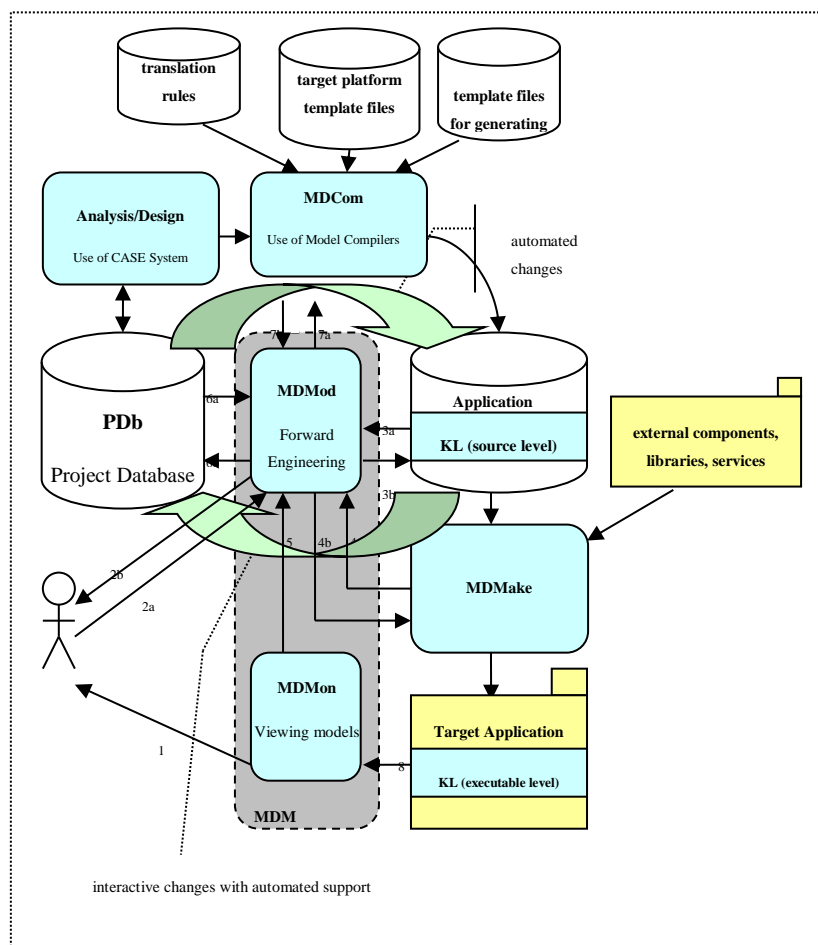 translation
rules
target platform
template files
template files
for generating
Analysis/Design
Use of CASE System
MDCom
Use of Model Compilers
automated
changes
7a
PDb
Project Database
6a
MDMod
Forward
Engineering
3a
Application
KL (source level)
3b
external components,
libraries, services
5
4b
2b
2a
MDMake
MDMon
Viewing models
1
8
Target Application
KL (executable level)
MDM
interactive changes with automated support